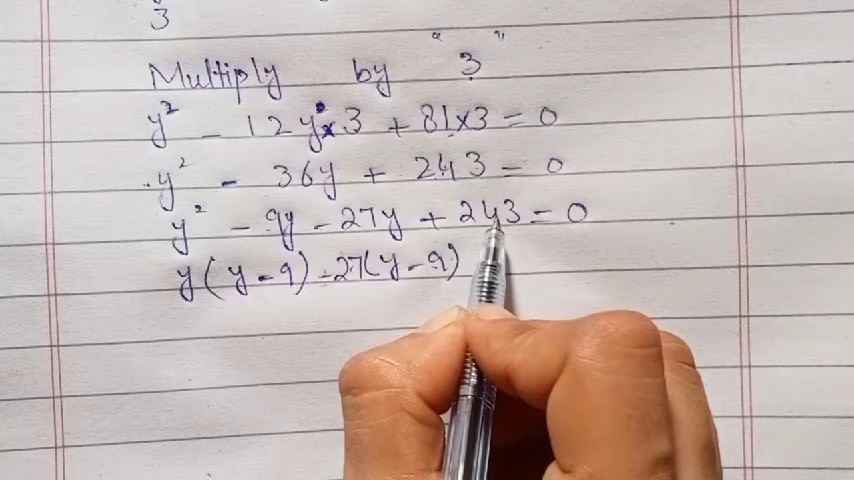 3
Multiply by "3"
y² - 12y × 3 + 81×3 = 0
y² - 36y + 243 = 0
y² - 9y - 27y + 243 = 0
y(y-9) -27(y-9)